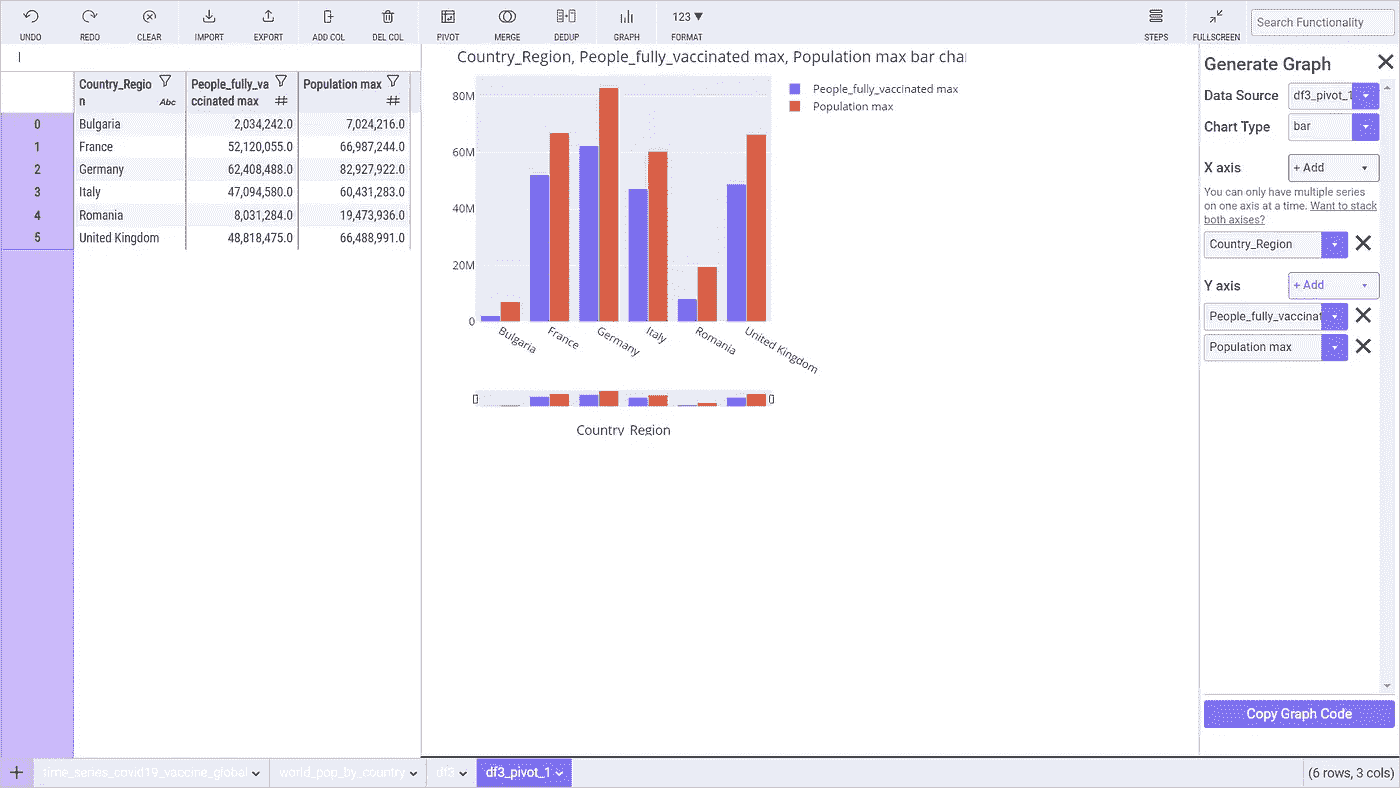 UNDO REDO CLEAR IMPORT EXPORT ADD COL DEL COL PIVOT MERGE DEDUP GRAPH 123 ▼ FORMAT STEPS FULLSCREEN Search Functionality
Country_Regio
n
Abc
People_fully_va
ccinated max
Population max
0 Bulgaria 2,034,242.0 7,024,216.0
1 France 52,120,055.0 66,987,244.0
2 Germany 62,408,488.0 82,927,922.0
3 Italy 47,094,580.0 60,431,283.0
4 Romania 8,031,284.0 19,473,936.0
5 United Kingdom 48,818,475.0 66,488,991.0
Country_Region, People_fully_vaccinated max, Population max bar cha
People_fully_vaccinated max
Population max
80M
60M
40M
20M
0
Bulgaria
France
Germany
Italy
Romania
United Kingdom
Country_Region
Generate Graph
Data Source df3_pivot_1
Chart Type bar
X axis + Add
You can only have multiple series
on one axis at a time. Want to stack
both axises?
Country_Region
Y axis + Add
People_fully_vaccinat
Population max
Copy Graph Code
+ time_series_covid19_vaccine_global world_pop_by_country df3 df3_pivot_1 (6 rows, 3 cols)